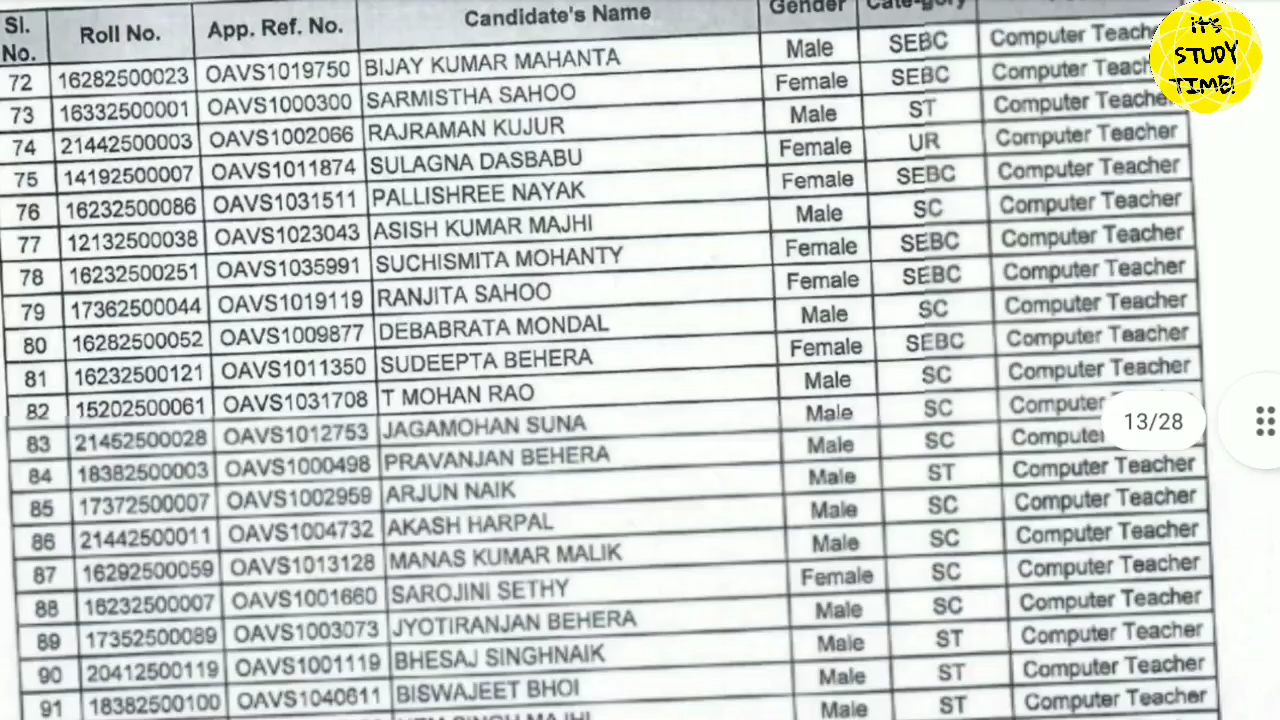 Sl. No. Roll No. App. Ref. No. Candidate's Name Gender Category
72 16282500023 OAVS1019750 BIJAY KUMAR MAHANTA Male SEBC Computer Teache
73 16332500001 OAVS1000300 SARMISTHA SAHOO Female SEBC Computer Teach
74 21442500003 OAVS1002066 RAJRAMAN KUJUR Male ST Computer Teacher
75 14192500007 OAVS1011874 SULAGNA DASBABU Female UR Computer Teacher
76 16232500086 OAVS1031511 PALLISHREE NAYAK Female SEBC Computer Teacher
77 12132500038 OAVS1023043 ASISH KUMAR MAJHI Male SC Computer Teacher
78 16232500251 OAVS1035991 SUCHISMITA MOHANTY Female SEBC Computer Teacher
79 17362500044 OAVS1019119 RANJITA SAHOO Female SEBC Computer Teacher
80 16282500052 OAVS1009877 DEBABRATA MONDAL Male SC Computer Teacher
81 16232500121 OAVS1011350 SUDEEPTA BEHERA Female SEBC Computer Teacher
82 15202500061 OAVS1031708 T MOHAN RAO Male SC Computer Teacher
83 21452500028 OAVS1012753 JAGAMOHAN SUNA Male SC Computer
84 18382500003 OAVS1000498 PRAVANJAN BEHERA Male SC Computer
85 17372500007 OAVS1002959 ARJUN NAIK Male ST Computer Teacher
86 21442500011 OAVS1004732 AKASH HARPAL Male SC Computer Teacher
87 16292500059 OAVS1013128 MANAS KUMAR MALIK Male SC Computer Teacher
88 16232500007 OAVS1001660 SAROJINI SETHY Female SC Computer Teacher
89 17352500089 OAVS1003073 JYOTIRANJAN BEHERA Male SC Computer Teacher
90 20412500119 OAVS1001119 BHESAJ SINGHNAIK Male ST Computer Teacher
91 18382500100 OAVS1040611 BISWAJEET BHOI Male ST Computer Teacher
Male ST Computer Teacher
IT'S
STUDY
TIME!
13/28